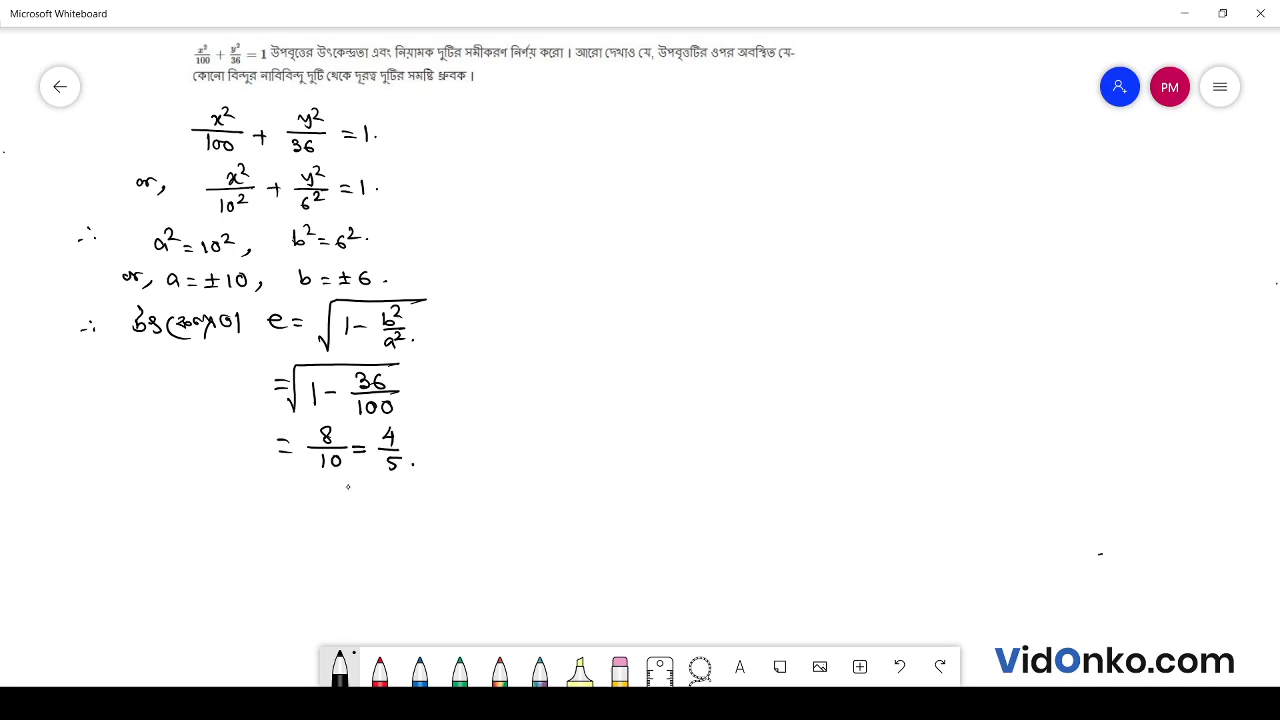 Microsoft Whiteboard
x²/100 + y²/36 = 1 উপবৃত্তের উৎকেন্দ্রতা এবং নিয়ামক দুটির সমীকরণ নির্ণয় করো । আরো দেখাও যে, উপবৃত্তটির ওপর অবস্থিত যে-
কোনো বিন্দুর নাবিবিন্দু দুটি থেকে দূরত্ব দুটির সমষ্টি ধ্রুবক ।
PM
x²/100 + y²/36 = 1.
or, x²/10² + y²/6² = 1.
∴ a² = 10², b² = 6².
or, a = ±10, b = ±6.
∴ উৎকেন্দ্রতা e = √(1 - b²/a²).
= √(1 - 36/100)
= 8/10 = 4/5.
A
VidOnko.com